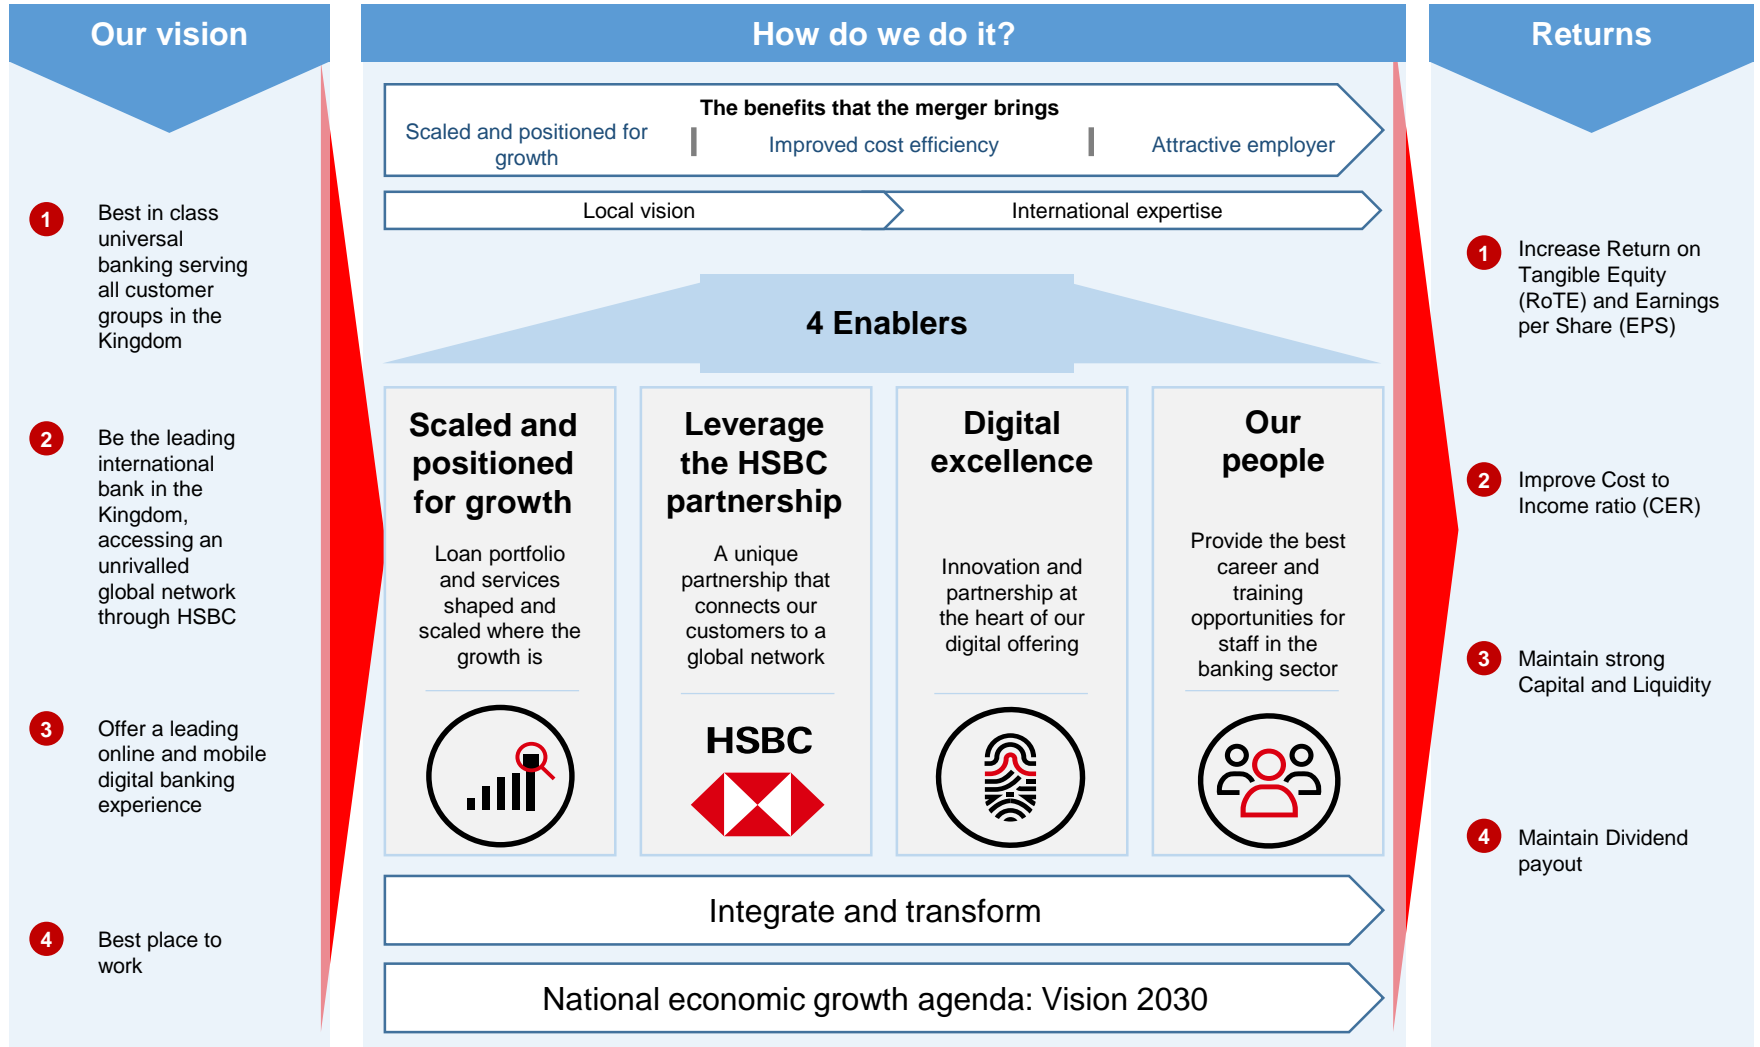 Our vision
1
Best in class
universal
banking serving
all customer
groups in the
Kingdom
2
Be the leading
international
bank in the
Kingdom,
accessing an
unrivalled
global network
through HSBC
3
Offer a leading
online and mobile
digital banking
experience
4
Best place to
work
How do we do it?
The benefits that the merger brings
Scaled and positioned for
growth
Improved cost efficiency
Attractive employer
Local vision
International expertise
4 Enablers
Scaled and
positioned
for growth
Loan portfolio
and services
shaped and
scaled where the
growth is
Leverage
the HSBC
partnership
A unique
partnership that
connects our
customers to a
global network
HSBC
Digital
excellence
Innovation and
partnership at
the heart of our
digital offering
Our
people
Provide the best
career and
training
opportunities for
staff in the
banking sector
Integrate and transform
National economic growth agenda: Vision 2030
Returns
1
Increase Return on
Tangible Equity
(RoTE) and Earnings
per Share (EPS)
2
Improve Cost to
Income ratio (CER)
3
Maintain strong
Capital and Liquidity
4
Maintain Dividend
payout